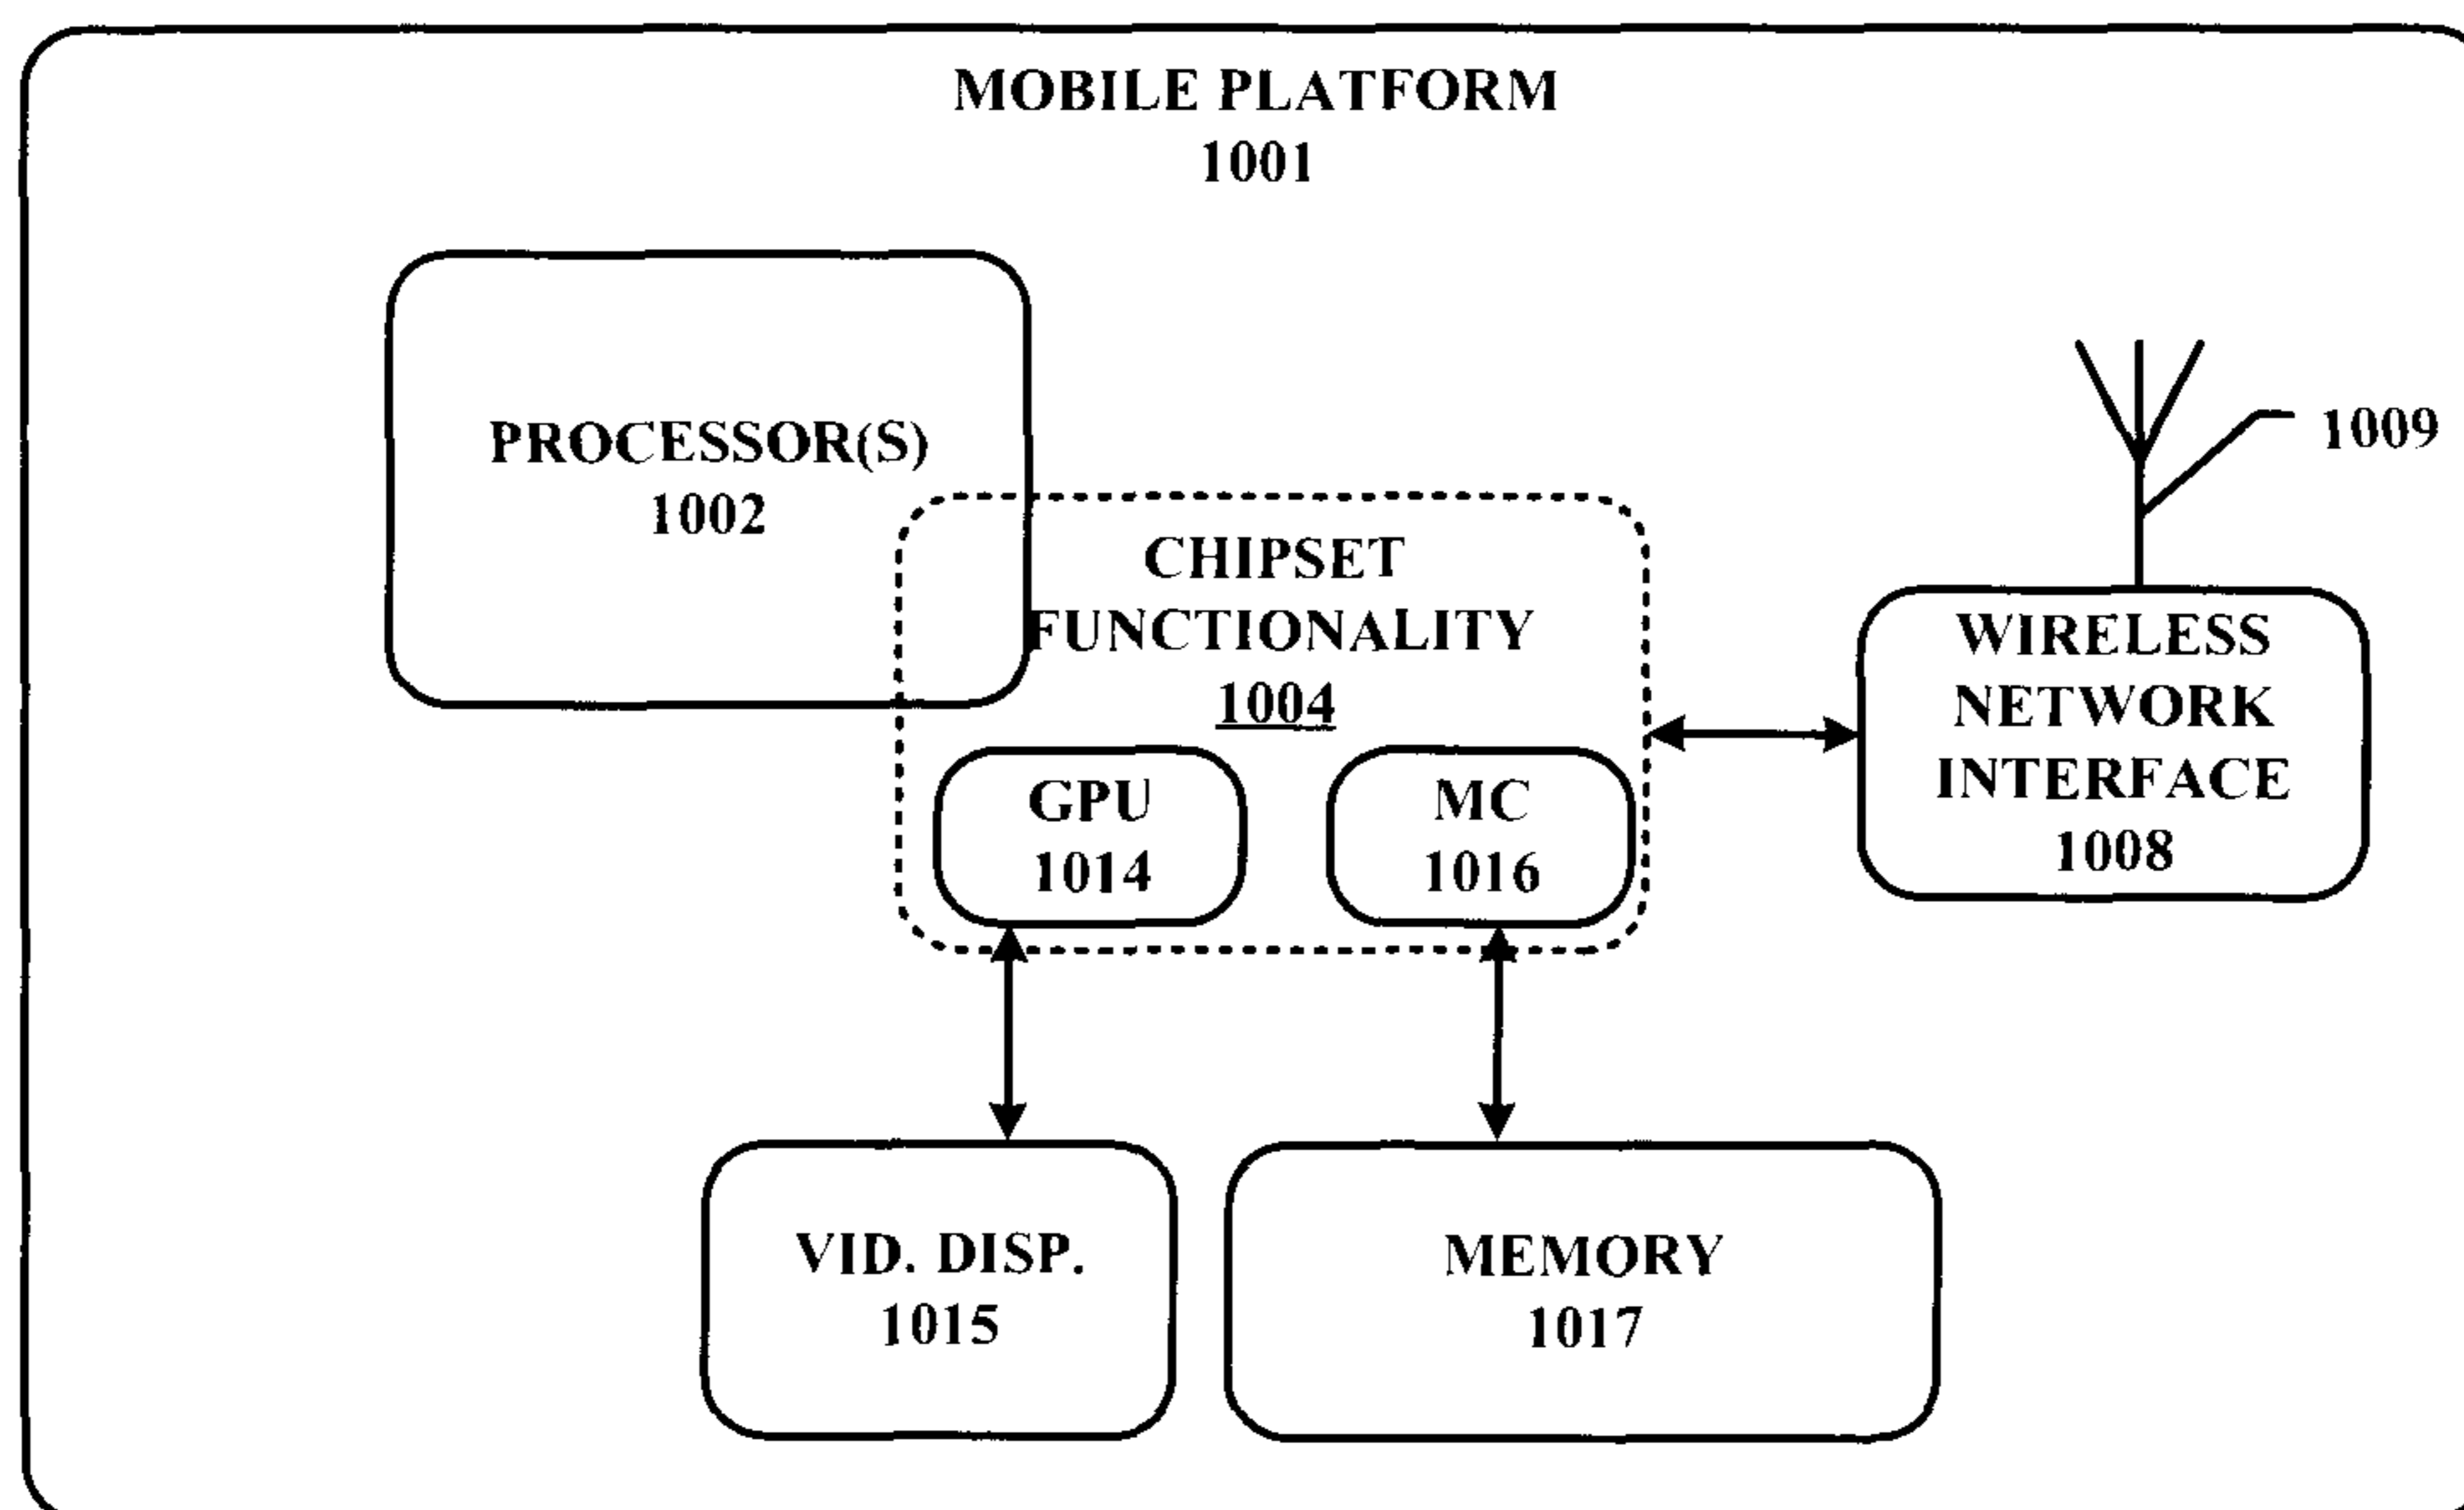 MOBILE PLATFORM
1001
PROCESSOR(S)
1002
1009
CHIPSET
FUNCTIONALITY
1004
WIRELESS
NETWORK
INTERFACE
1008
GPU
1014
MC
1016
VID. DISP.
1015
MEMORY
1017